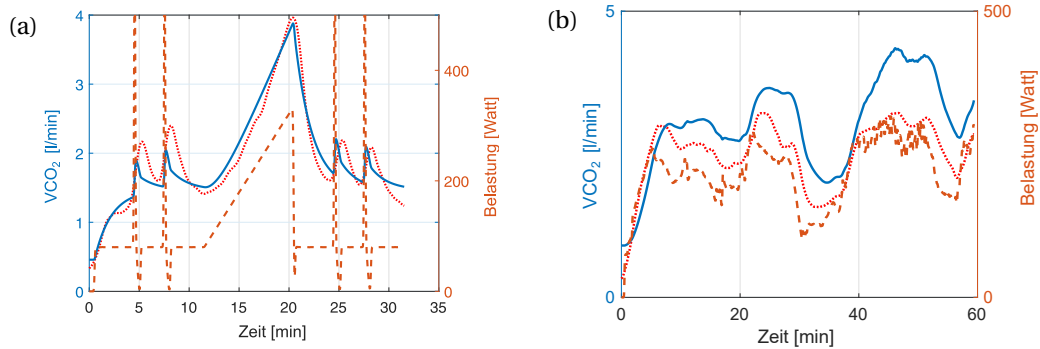 (a)
VCO2 [l/min]
4
3
2
1
0
400
200
0
Belastung [Watt]
0 5 10 15 20 25 30 35
Zeit [min]
(b)
VCO2 [l/min]
5
0
500
0
Belastung [Watt]
0 20 40 60
Zeit [min]